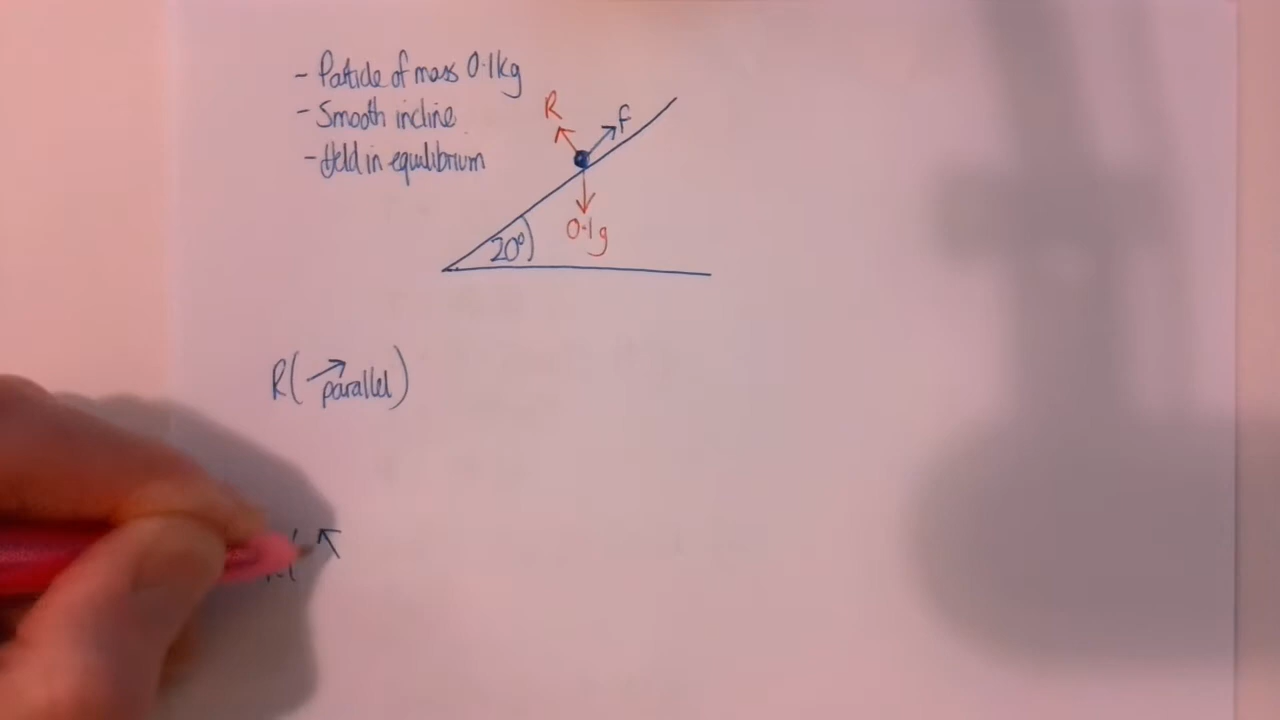 - Particle of mass 0.1kg
- Smooth incline
- Held in equilibrium
R
F
0.1g
20°
R(↗ parallel)